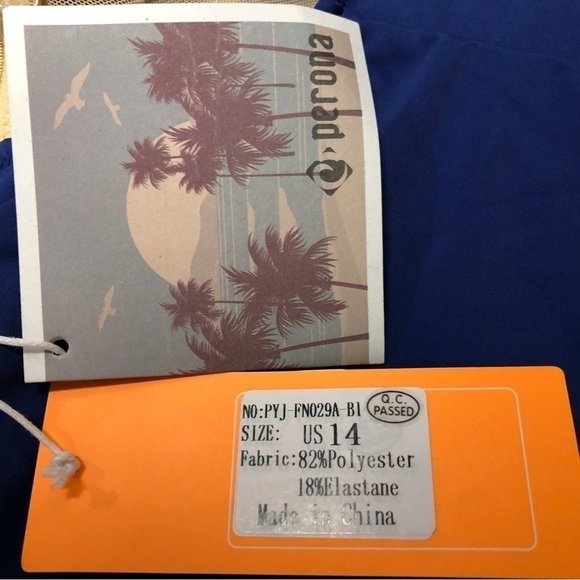 perona
NO:PYJ-FN029A-B1
Q.C.
PASSED
SIZE: US 14
Fabric:82%Polyester
18%Elastane
Made in China